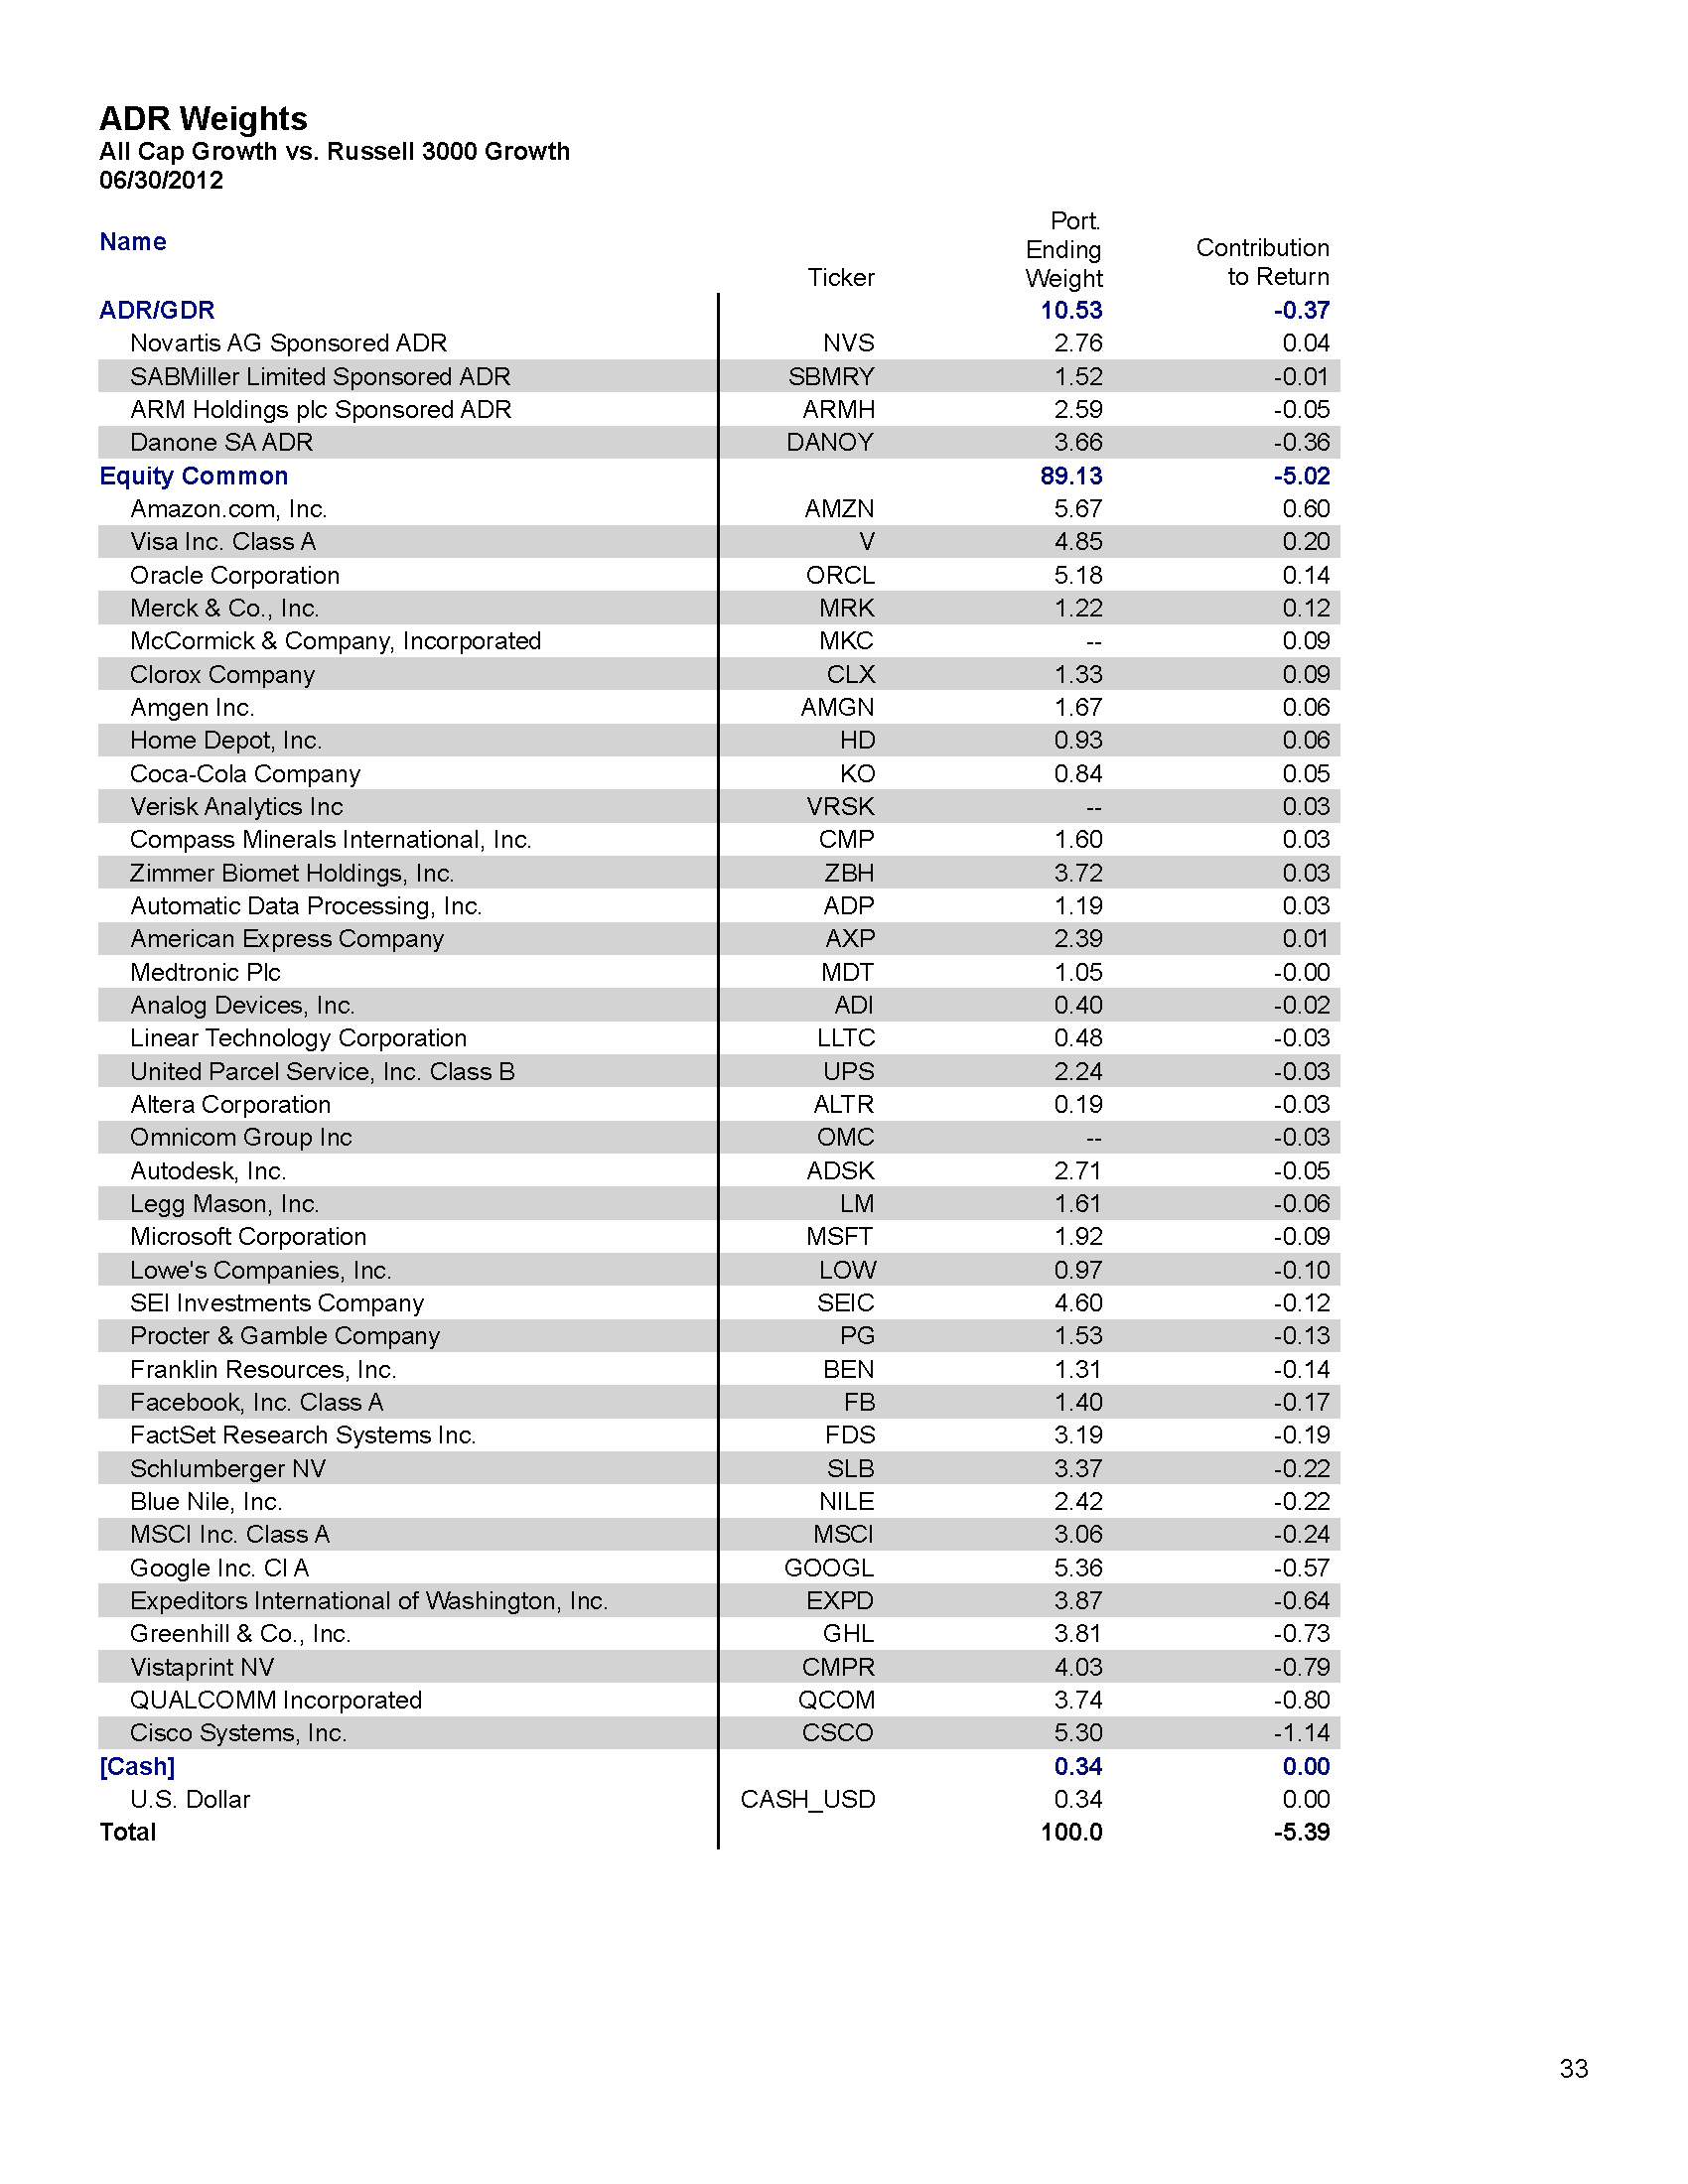 ADR Weights
All Cap Growth vs. Russell 3000 Growth
06/30/2012
Name Ticker Port. Ending Weight Contribution to Return
ADR/GDR 10.53 -0.37
Novartis AG Sponsored ADR NVS 2.76 0.04
SABMiller Limited Sponsored ADR SBMRY 1.52 -0.01
ARM Holdings plc Sponsored ADR ARMH 2.59 -0.05
Danone SA ADR DANOY 3.66 -0.36
Equity Common 89.13 -5.02
Amazon.com, Inc. AMZN 5.67 0.60
Visa Inc. Class A V 4.85 0.20
Oracle Corporation ORCL 5.18 0.14
Merck & Co., Inc. MRK 1.22 0.12
McCormick & Company, Incorporated MKC -- 0.09
Clorox Company CLX 1.33 0.09
Amgen Inc. AMGN 1.67 0.06
Home Depot, Inc. HD 0.93 0.06
Coca-Cola Company KO 0.84 0.05
Verisk Analytics Inc VRSK -- 0.03
Compass Minerals International, Inc. CMP 1.60 0.03
Zimmer Biomet Holdings, Inc. ZBH 3.72 0.03
Automatic Data Processing, Inc. ADP 1.19 0.03
American Express Company AXP 2.39 0.01
Medtronic Plc MDT 1.05 -0.00
Analog Devices, Inc. ADI 0.40 -0.02
Linear Technology Corporation LLTC 0.48 -0.03
United Parcel Service, Inc. Class B UPS 2.24 -0.03
Altera Corporation ALTR 0.19 -0.03
Omnicom Group Inc OMC -- -0.03
Autodesk, Inc. ADSK 2.71 -0.05
Legg Mason, Inc. LM 1.61 -0.06
Microsoft Corporation MSFT 1.92 -0.09
Lowe's Companies, Inc. LOW 0.97 -0.10
SEI Investments Company SEIC 4.60 -0.12
Procter & Gamble Company PG 1.53 -0.13
Franklin Resources, Inc. BEN 1.31 -0.14
Facebook, Inc. Class A FB 1.40 -0.17
FactSet Research Systems Inc. FDS 3.19 -0.19
Schlumberger NV SLB 3.37 -0.22
Blue Nile, Inc. NILE 2.42 -0.22
MSCI Inc. Class A MSCI 3.06 -0.24
Google Inc. Cl A GOOGL 5.36 -0.57
Expeditors International of Washington, Inc. EXPD 3.87 -0.64
Greenhill & Co., Inc. GHL 3.81 -0.73
Vistaprint NV CMPR 4.03 -0.79
QUALCOMM Incorporated QCOM 3.74 -0.80
Cisco Systems, Inc. CSCO 5.30 -1.14
[Cash] 0.34 0.00
U.S. Dollar CASH_USD 0.34 0.00
Total 100.0 -5.39
33